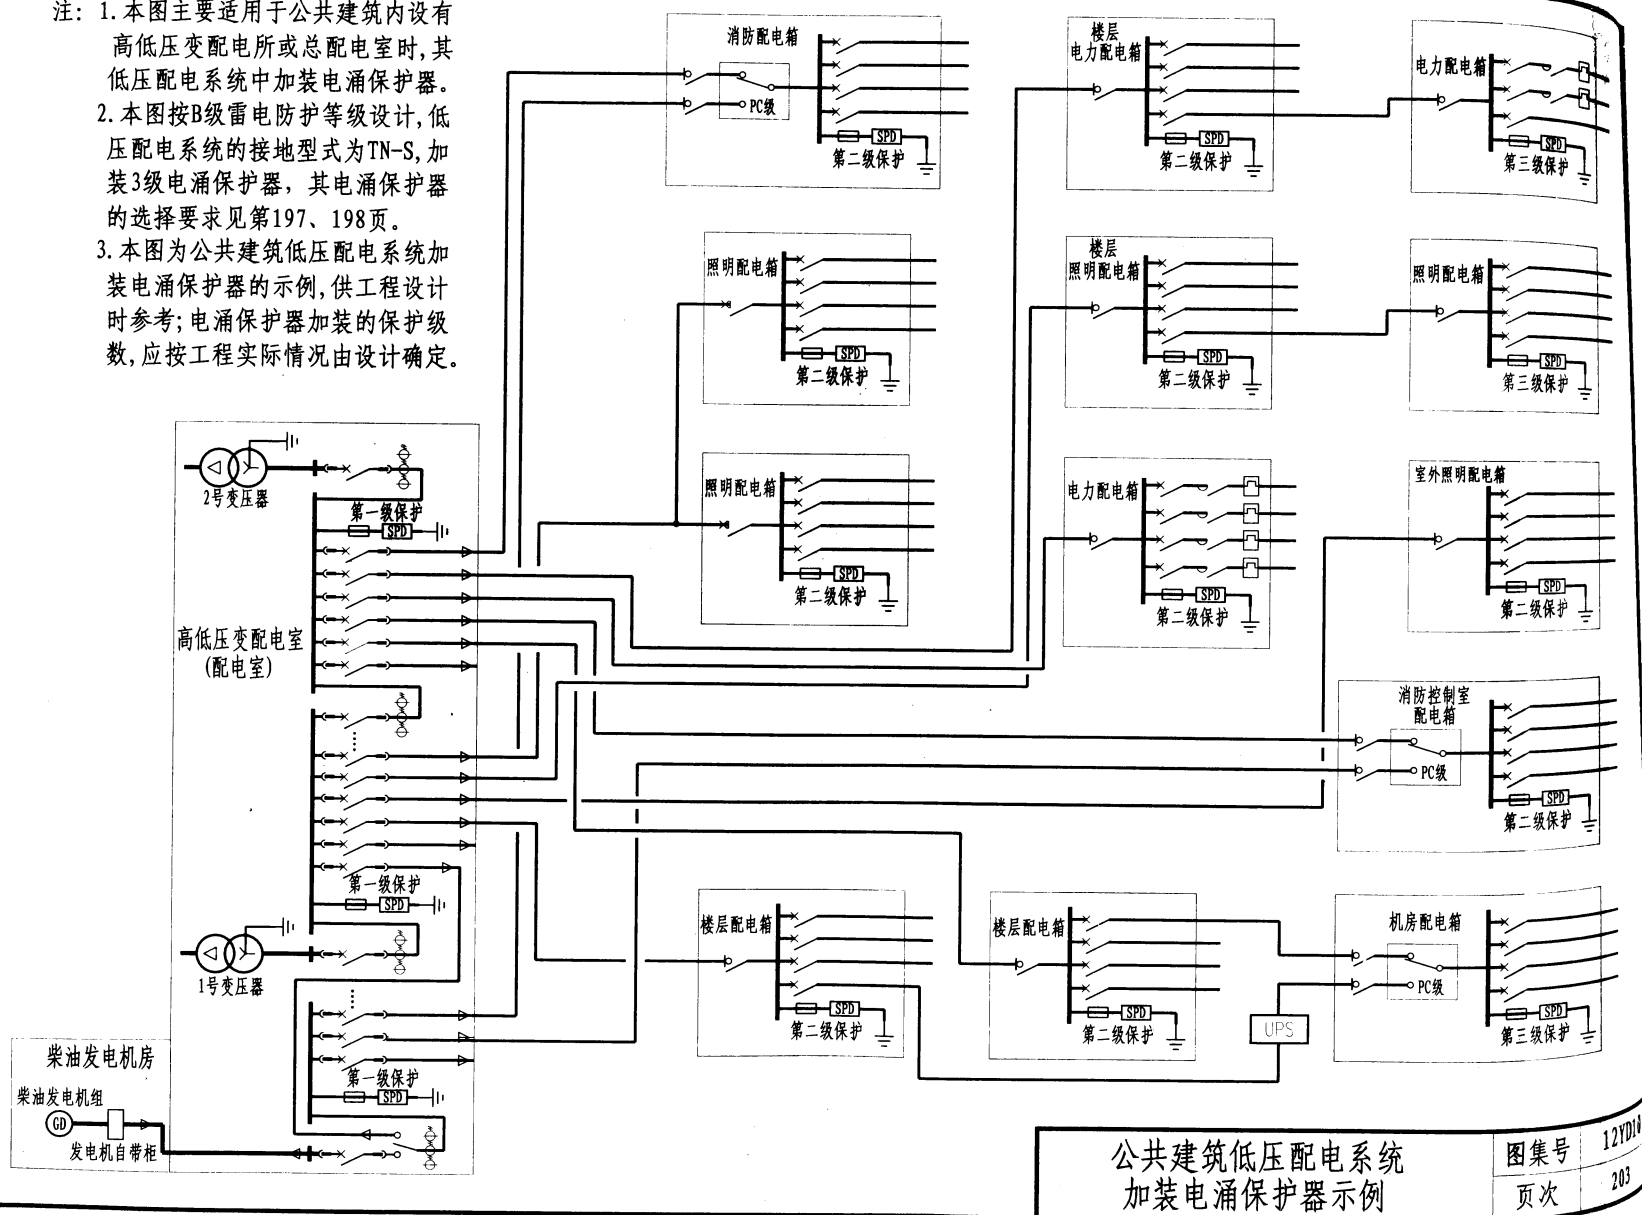 注: 1.本图主要适用于公共建筑内设有
高低压变配电所或总配电室时,其
低压配电系统中加装电涌保护器。
2.本图按B级雷电防护等级设计,低
压配电系统的接地型式为TN-S,加
装3级电涌保护器，其电涌保护器
的选择要求见第197、198页。
3.本图为公共建筑低压配电系统加
装电涌保护器的示例,供工程设计
时参考;电涌保护器加装的保护级
数,应按工程实际情况由设计确定。
消防配电箱
PC级
SPD
第二级保护
楼层
电力配电箱
SPD
第二级保护
电力配电箱
SPD
第三级保护
照明配电箱
SPD
第二级保护
楼层
照明配电箱
SPD
第二级保护
照明配电箱
SPD
第三级保护
照明配电箱
SPD
第二级保护
电力配电箱
SPD
第二级保护
室外照明配电箱
SPD
第二级保护
2号变压器
第一级保护
SPD
高低压变配电室
(配电室)
消防控制室
配电箱
PC级
SPD
第二级保护
第一级保护
SPD
1号变压器
楼层配电箱
SPD
第二级保护
楼层配电箱
SPD
第二级保护
机房配电箱
PC级
UPS
SPD
第三级保护
柴油发电机房
柴油发电机组
GD
发电机自带柜
第一级保护
SPD
公共建筑低压配电系统
加装电涌保护器示例
图集号
页次
203